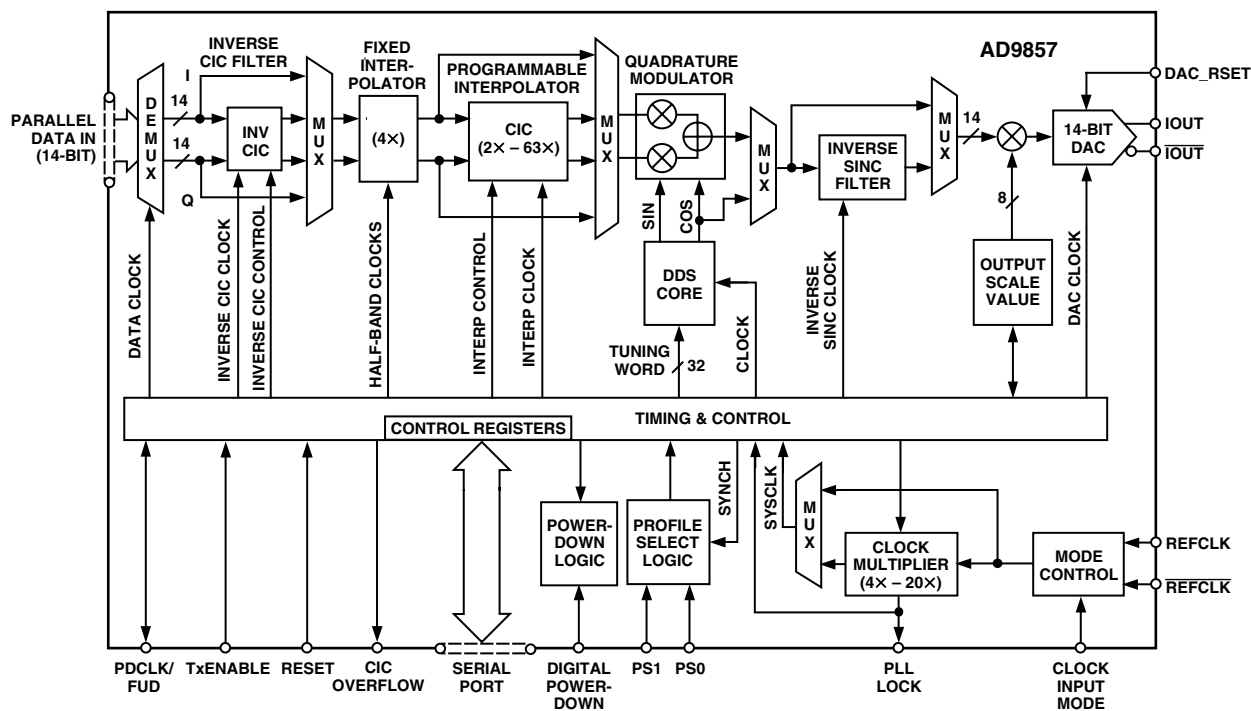 AD9857
INVERSE
CIC FILTER
FIXED
INTER-
POLATOR
PROGRAMMABLE
INTERPOLATOR
QUADRATURE
MODULATOR
PARALLEL
DATA IN
(14-BIT)
DEMUX
14
14
I
Q
INV
CIC
MUX
(4×)
CIC
(2× – 63×)
MUX
MUX
INVERSE
SINC
FILTER
MUX
14
14-BIT
DAC
DAC_RSET
IOUT
IOUT
8
SIN
COS
DDS
CORE
OUTPUT
SCALE
VALUE
DATA CLOCK
INVERSE CIC CLOCK
INVERSE CIC CONTROL
HALF-BAND CLOCKS
INTERP CONTROL
INTERP CLOCK
TUNING
WORD
32
CLOCK
INVERSE
SINC CLOCK
DAC CLOCK
TIMING & CONTROL
CONTROL REGISTERS
POWER-
DOWN
LOGIC
PROFILE
SELECT
LOGIC
SYNCH
SYSCLK
MUX
CLOCK
MULTIPLIER
(4× – 20×)
MODE
CONTROL
REFCLK
REFCLK
PDCLK/
FUD
TxENABLE
RESET
CIC
OVERFLOW
SERIAL
PORT
DIGITAL
POWER-
DOWN
PS1
PS0
PLL
LOCK
CLOCK
INPUT
MODE